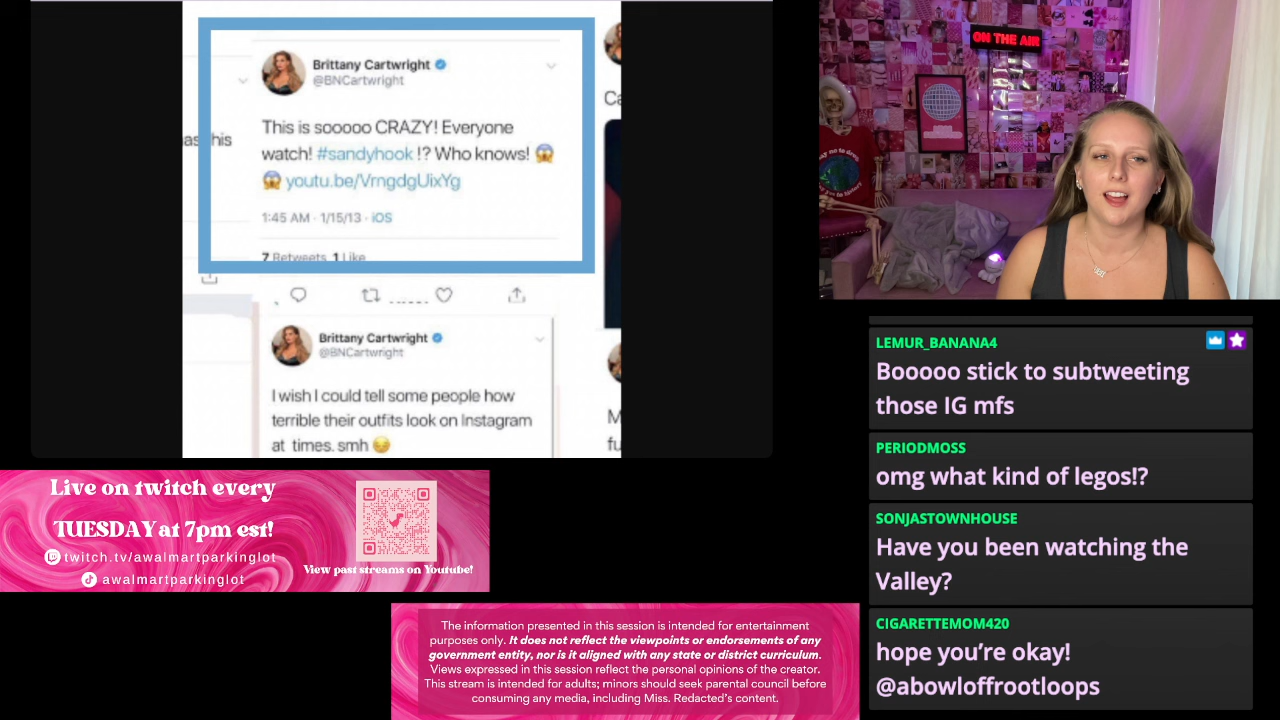 Brittany Cartwright
@BNCartwright
This is sooooo CRAZY! Everyone
watch! #sandyhook !? Who knows! 😱
😱 youtu.be/VrngdgUixYg
1:45 AM · 1/15/13 · iOS
7 Retweets 1 Like
Brittany Cartwright
@BNCartwright
I wish I could tell some people how
terrible their outfits look on Instagram
at times. smh 😏
his
ON THE AIR
LEMUR_BANANA4
Booooo stick to subtweeting
those IG mfs
PERIODMOSS
omg what kind of legos!?
SONJASTOWNHOUSE
Have you been watching the
Valley?
CIGARETTEMOM420
hope you're okay!
@abowloffrootloops
Live on twitch every
TUESDAY at 7pm est!
twitch.tv/awalmartparkinglot
awalmartparkinglot
View past streams on Youtube!
The information presented in this session is intended for entertainment
purposes only. It does not reflect the viewpoints or endorsements of any
government entity, nor is it aligned with any state or district curriculum.
Views expressed in this session reflect the personal opinions of the creator.
This stream is intended for adults; minors should seek parental council before
consuming any media, including Miss. Redacted's content.